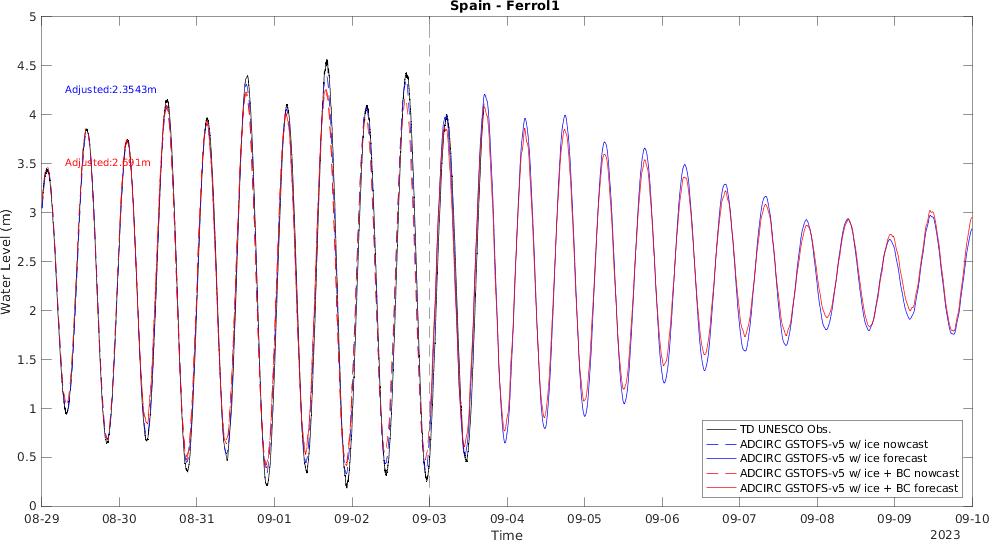 Spain - Ferrol1
5
4.5
4
3.5
3
2.5
2
1.5
1
0.5
0
Water Level (m)
Adjusted:2.3543m
Adjusted:2.591m
TD UNESCO Obs.
ADCIRC GSTOFS-v5 w/ ice nowcast
ADCIRC GSTOFS-v5 w/ ice forecast
ADCIRC GSTOFS-v5 w/ ice + BC nowcast
ADCIRC GSTOFS-v5 w/ ice + BC forecast
08-29 08-30 08-31 09-01 09-02 09-03 09-04 09-05 09-06 09-07 09-08 09-09 09-10
Time
2023